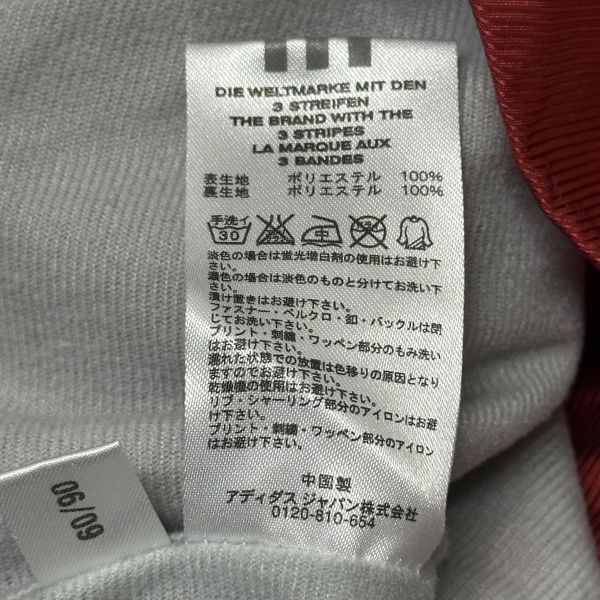 DIE WELTMARKE MIT DEN
3 STREIFEN
THE BRAND WITH THE
3 STRIPES
LA MARQUE AUX
3 BANDES
表生地 ポリエステル 100%
裏生地 ポリエステル 100%
手洗イ
30
エンソサラシ
中
ドライ
淡色の場合は蛍光増白剤の使用はお避け下
さい。
濃色の場合は淡色のものと分けてお洗い下
さい。
漬け置きはお避け下さい。
ファスナー・ベルクロ・釦・バックルは閉
じてお洗い下さい。
プリント・刺繍・ワッペン部分のもみ洗い
はお避け下さい。
濡れた状態での放置は色移りの原因となり
ますのでお避け下さい。
乾燥機の使用はお避け下さい。
リブ・シャーリング部分のアイロンはお避
け下さい。
プリント・刺繍・ワッペン部分のアイロン
はお避け下さい。
中国製
アディダス ジャパン株式会社
0120-810-654
06/09